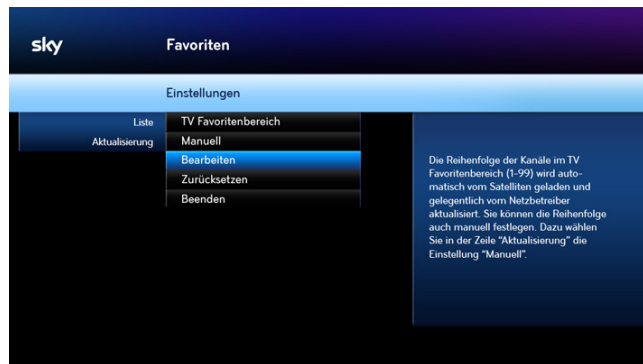 sky Favoriten
Einstellungen
Liste TV Favoritenbereich
Aktualisierung Manuell
Bearbeiten
Zurücksetzen
Beenden
Die Reihenfolge der Kanäle im TV
Favoritenbereich (1-99) wird auto-
matisch vom Satelliten geladen und
gelegentlich vom Netzbetreiber
aktualisiert. Sie können die Reihenfolge
auch manuell festlegen. Dazu wählen
Sie in der Zeile "Aktualisierung" die
Einstellung "Manuell".